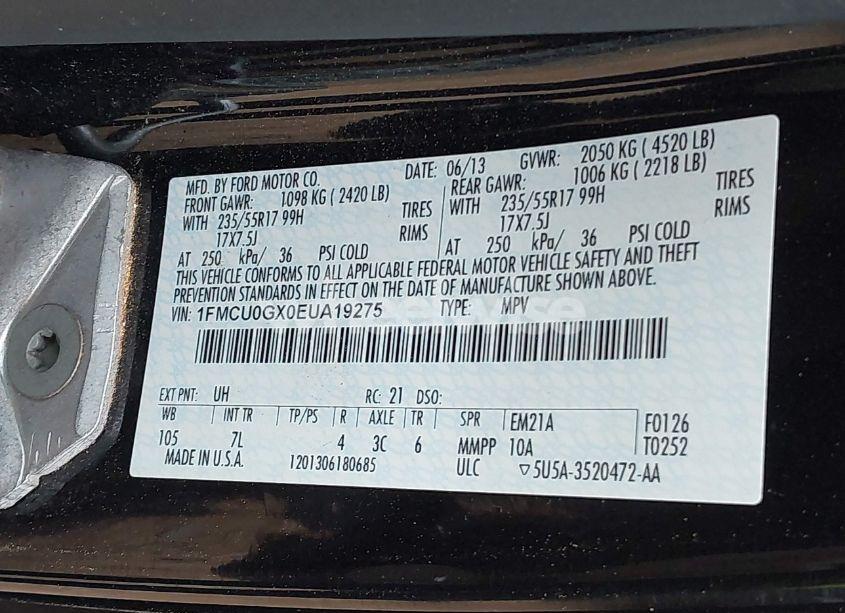 MFD. BY FORD MOTOR CO. DATE: 06/13 GVWR: 2050 KG ( 4520 LB)
FRONT GAWR: 1098 KG ( 2420 LB) REAR GAWR: 1006 KG ( 2218 LB)
WITH 235/55R17 99H TIRES WITH 235/55R17 99H TIRES
17X7.5J RIMS 17X7.5J RIMS
AT 250 kPa/ 36 PSI COLD AT 250 kPa/ 36 PSI COLD
THIS VEHICLE CONFORMS TO ALL APPLICABLE FEDERAL MOTOR VEHICLE SAFETY AND THEFT
PREVENTION STANDARDS IN EFFECT ON THE DATE OF MANUFACTURE SHOWN ABOVE.
VIN: 1FMCU0GX0EUA19275 TYPE: MPV
EXT PNT: UH RC: 21 DSO:
WB INT TR TP/PS R AXLE TR SPR EM21A F0126
105 7L 4 3C 6 MMPP 10A T0252
MADE IN U.S.A. 1201306180685 ULC ▽5U5A-3520472-AA